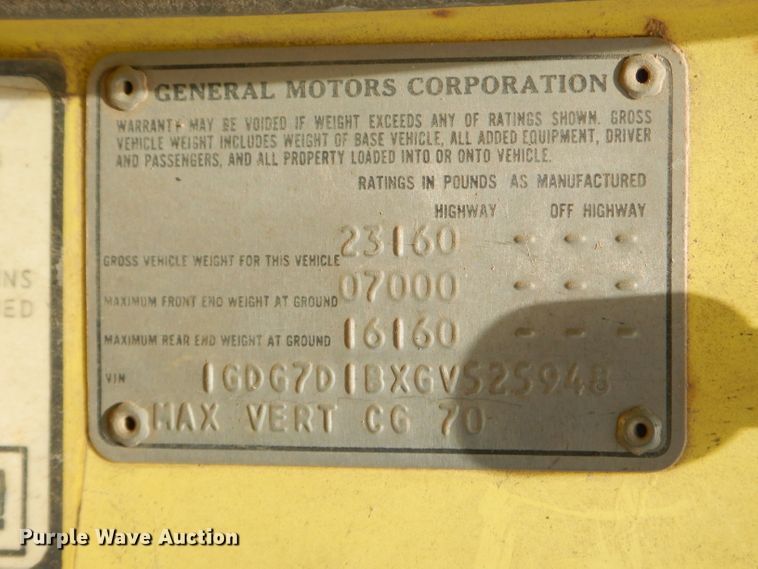 GENERAL MOTORS CORPORATION
WARRANTY MAY BE VOIDED IF WEIGHT EXCEEDS ANY OF RATINGS SHOWN. GROSS
VEHICLE WEIGHT INCLUDES WEIGHT OF BASE VEHICLE, ALL ADDED EQUIPMENT, DRIVER
AND PASSENGERS, AND ALL PROPERTY LOADED INTO OR ONTO VEHICLE.
RATINGS IN POUNDS AS MANUFACTURED
HIGHWAY OFF HIGHWAY
GROSS VEHICLE WEIGHT FOR THIS VEHICLE 23160 - - -
MAXIMUM FRONT END WEIGHT AT GROUND 07000 - - -
MAXIMUM REAR END WEIGHT AT GROUND 16160 - - -
VIN 1GDG7D1BXGV525948
MAX VERT CG 70
NS
ED
Purple Wave Auction